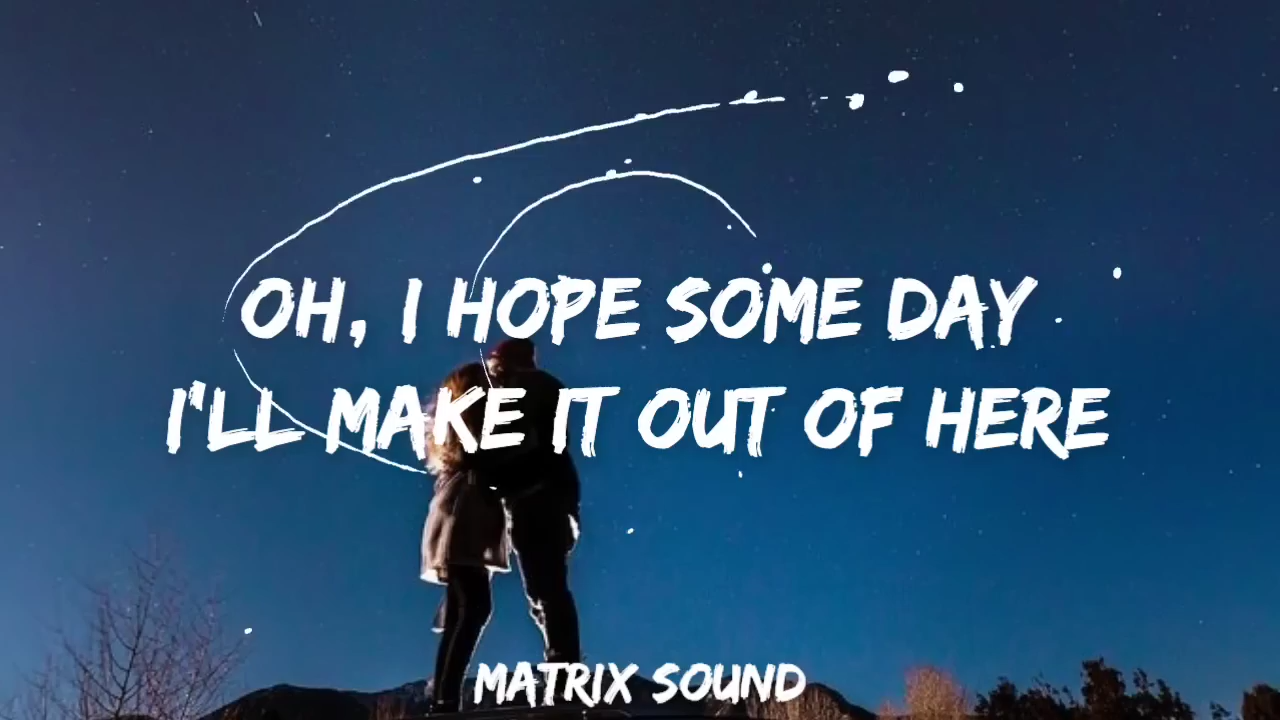 OH, I HOPE SOME DAY
I'LL MAKE IT OUT OF HERE
MATRIX SOUND